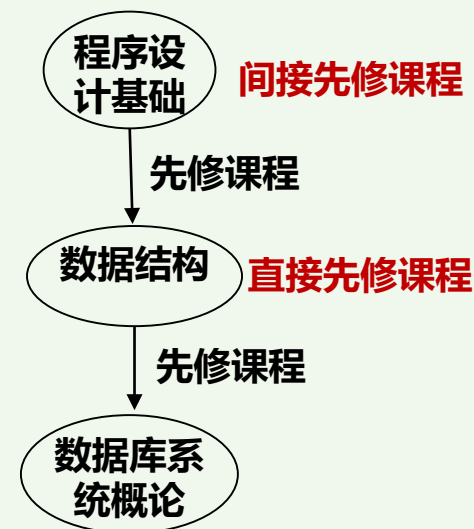 程序设
计基础
间接先修课程
先修课程
数据结构
直接先修课程
先修课程
数据库系
统概论